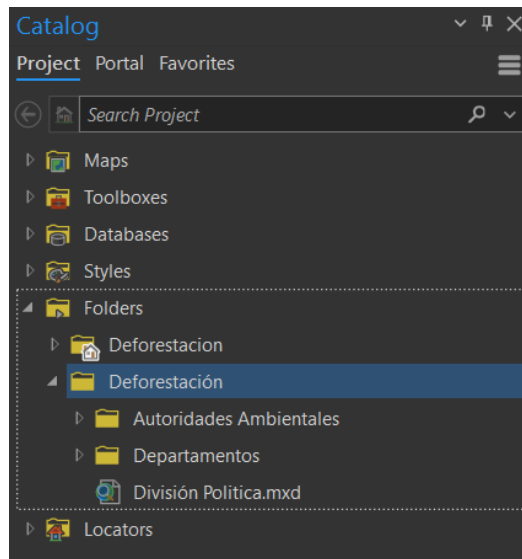 Catalog
Project Portal Favorites
Search Project
Maps
Toolboxes
Databases
Styles
Folders
Deforestacion
Deforestación
Autoridades Ambientales
Departamentos
División Politica.mxd
Locators